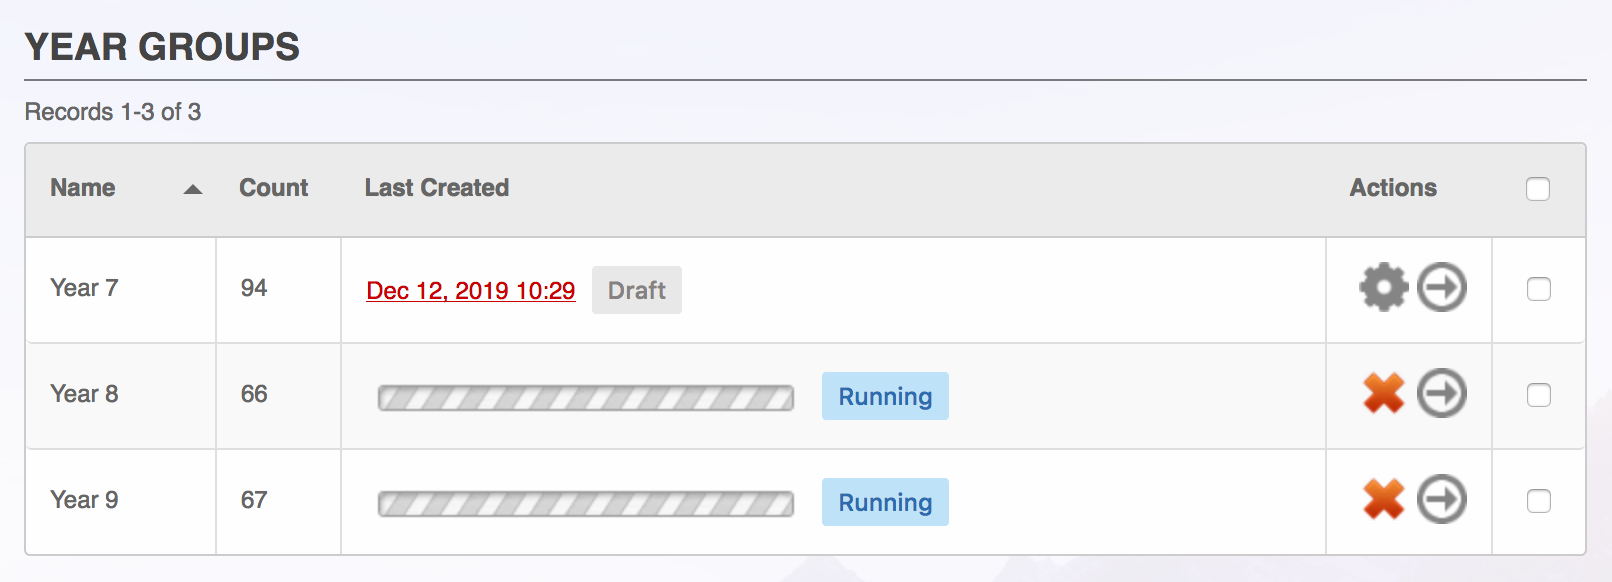 YEAR GROUPS
Records 1-3 of 3
Name Count Last Created Actions
Year 7 94 Dec 12, 2019 10:29 Draft
Year 8 66 Running
Year 9 67 Running